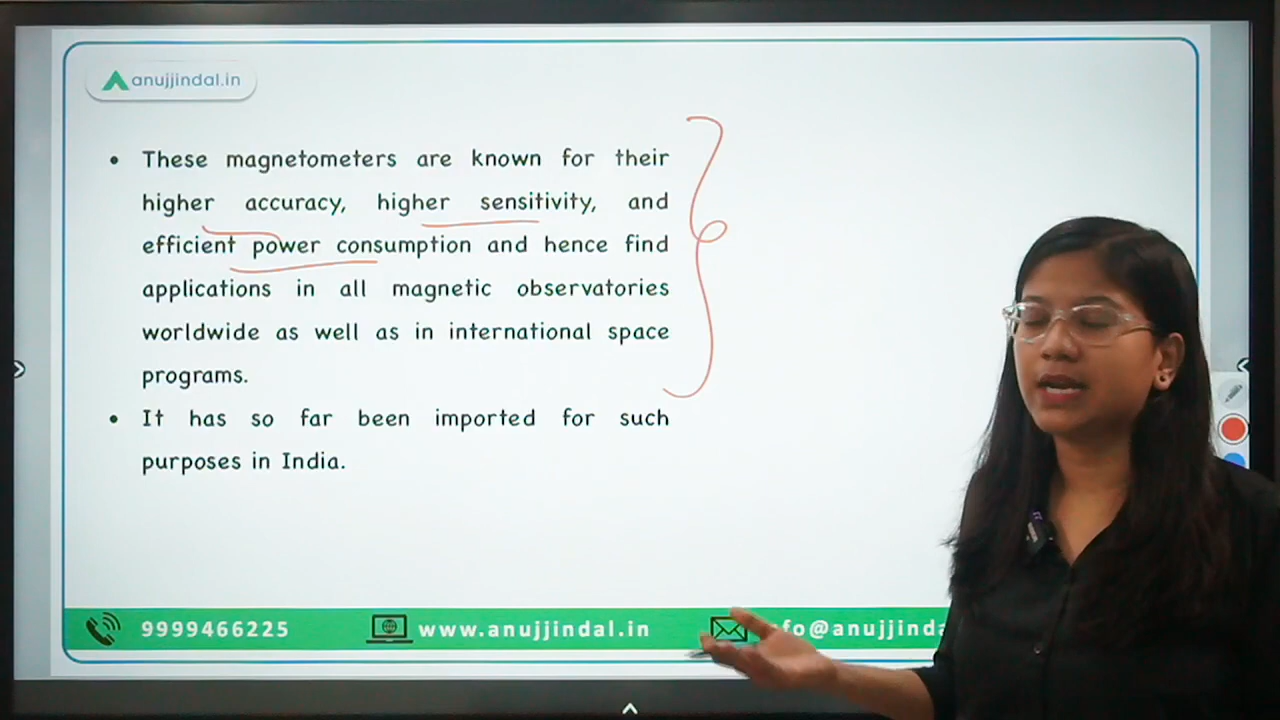 anujjindal.in
• These magnetometers are known for their
higher accuracy, higher sensitivity, and
efficient power consumption and hence find
applications in all magnetic observatories
worldwide as well as in international space
programs.
• It has so far been imported for such
purposes in India.
9999466225
www.anujjindal.in